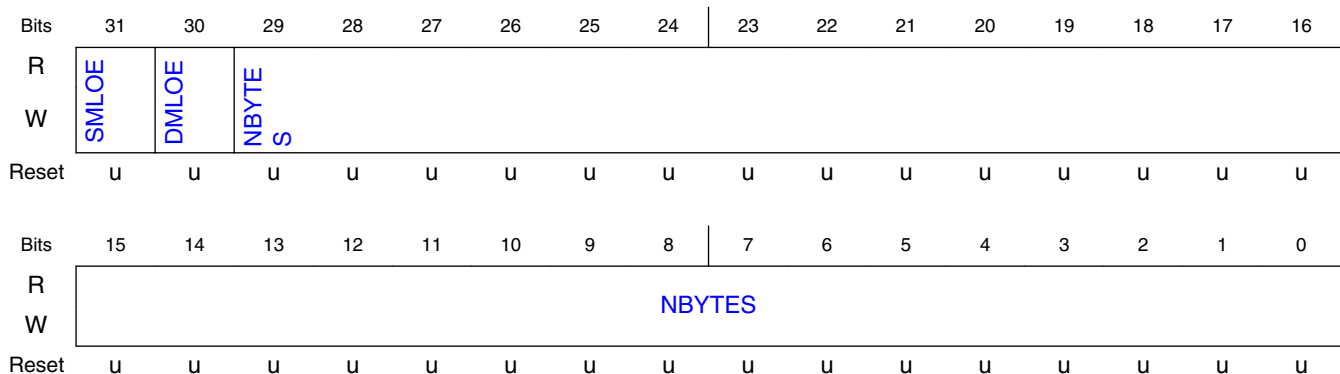 Bits 31 30 29 28 27 26 25 24 23 22 21 20 19 18 17 16
R
W
SMLOE
DMLOE
NBYTE
S
Reset u u u u u u u u u u u u u u u u
Bits 15 14 13 12 11 10 9 8 7 6 5 4 3 2 1 0
R
NBYTES
W
Reset u u u u u u u u u u u u u u u u